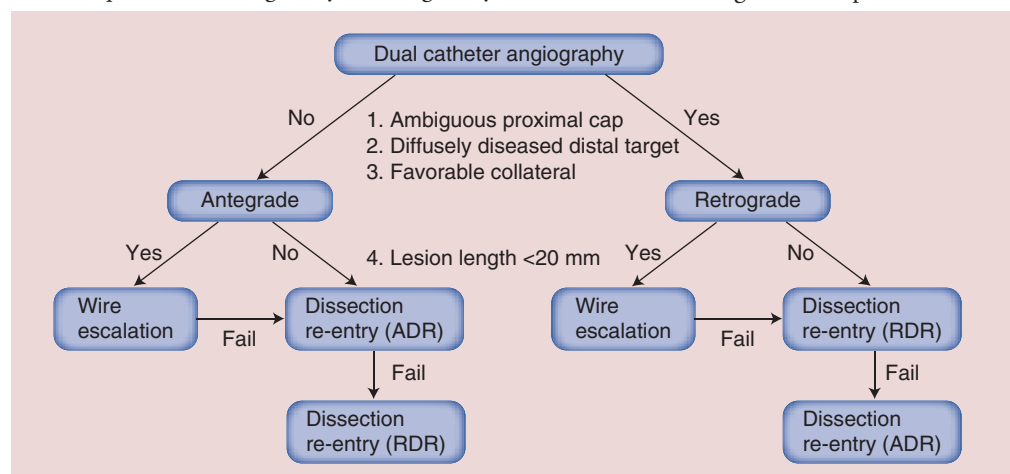 Dual catheter angiography
No
1. Ambiguous proximal cap
2. Diffusely diseased distal target
3. Favorable collateral
Yes
Antegrade
Retrograde
Yes
No
4. Lesion length <20 mm
Yes
No
Wire
escalation
Fail
Dissection
re-entry (ADR)
Wire
escalation
Fail
Dissection
re-entry (RDR)
Fail
Fail
Dissection
re-entry (RDR)
Dissection
re-entry (ADR)